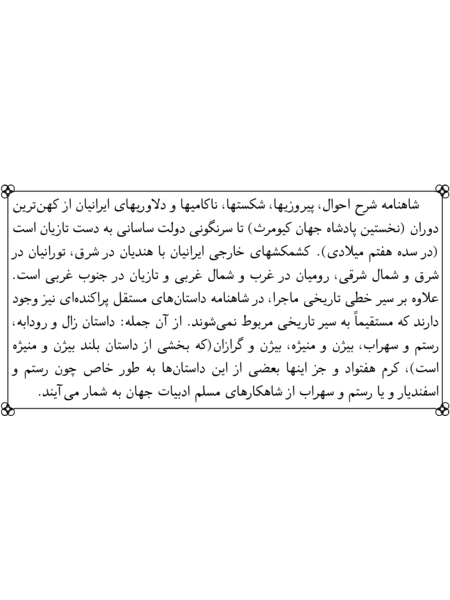 شاهنامه شرح احوال، پیروزیها، شکستها، ناکامیها و دلاوریهای ایرانیان از کهن‌ترین
دوران (نخستین پادشاه جهان کیومرث) تا سرنگونی دولت ساسانی به دست تازیان است
(در سده هفتم میلادی). کشمکشهای خارجی ایرانیان با هندیان در شرق، تورانیان در
شرق و شمال شرقی، رومیان در غرب و شمال غربی و تازیان در جنوب غربی است.
علاوه بر سیر خطی تاریخی ماجرا، در شاهنامه داستان‌های مستقل پراکنده‌ای نیز وجود
دارند که مستقیماً به سیر تاریخی مربوط نمی‌شوند. از آن جمله: داستان زال و رودابه،
رستم و سهراب، بیژن و منیژه، بیژن و گرازان(که بخشی از داستان بلند بیژن و منیژه
است)، کرم هفتواد و جز اینها بعضی از این داستان‌ها به طور خاص چون رستم و
اسفندیار و یا رستم و سهراب از شاهکارهای مسلم ادبیات جهان به شمار می‌آیند.